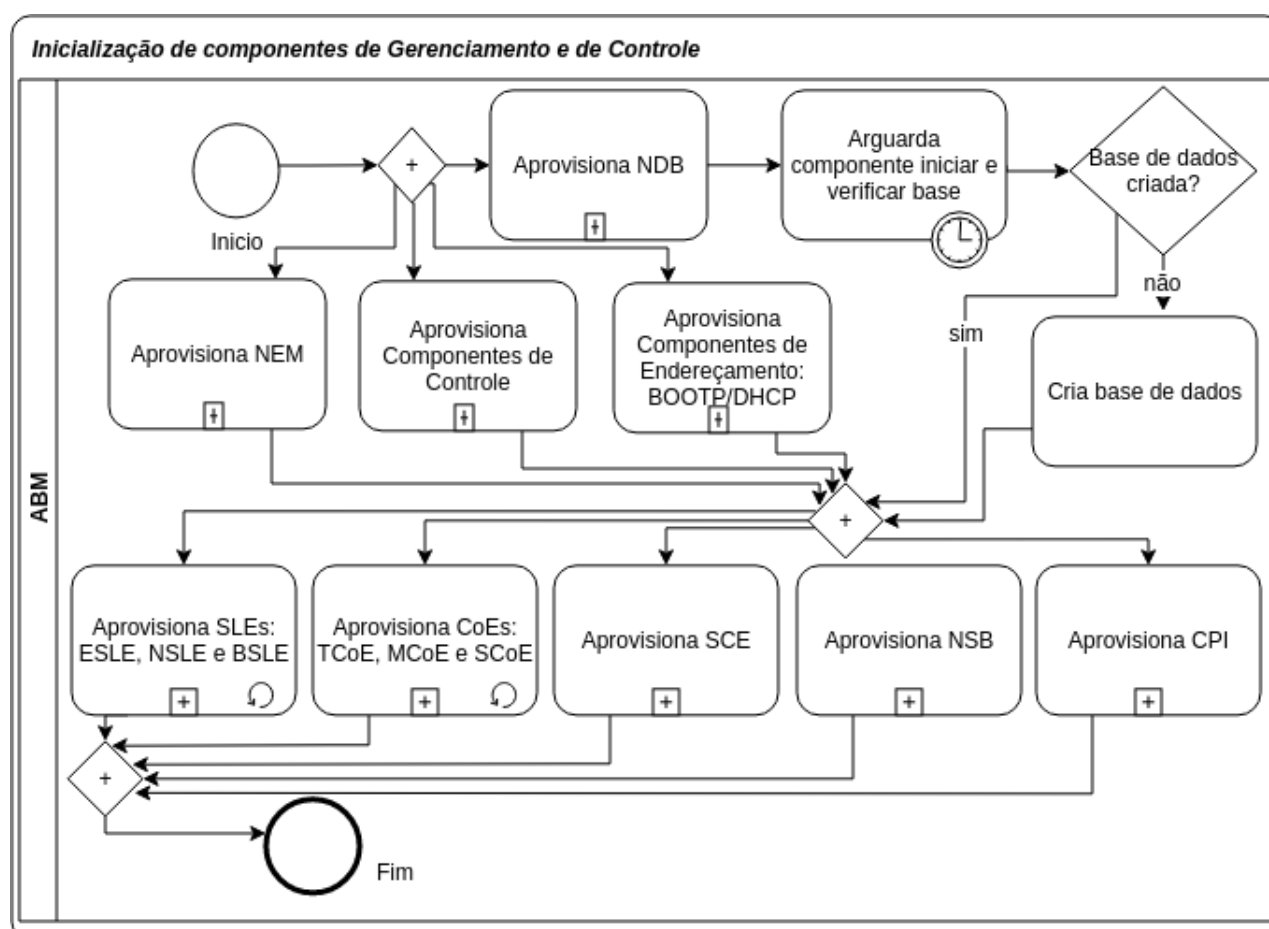 Inicialização de componentes de Gerenciamento e de Controle
ABM
Inicio
+
Aprovisiona NDB
Arguarda
componente iniciar e
verificar base
Base de dados
criada?
não
sim
Aprovisiona NEM
Aprovisiona
Componentes de
Controle
Aprovisiona
Componentes de
Endereçamento:
BOOTP/DHCP
Cria base de dados
+
Aprovisiona SLEs:
ESLE, NSLE e BSLE
+
Aprovisiona CoEs:
TCoE, MCoE e SCoE
+
Aprovisiona SCE
+
Aprovisiona NSB
+
Aprovisiona CPI
+
+
Fim